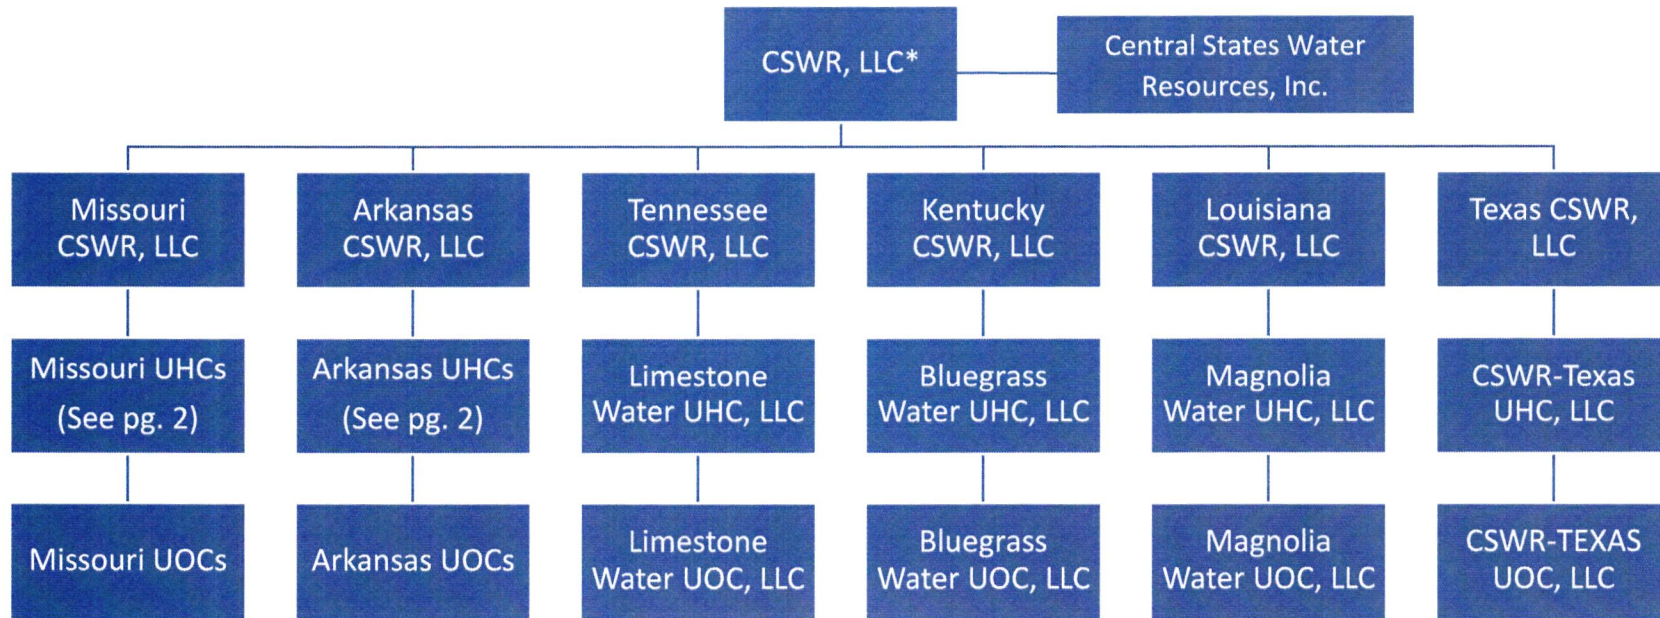 CSWR, LLC*
Central States Water
Resources, Inc.
Missouri
CSWR, LLC
Arkansas
CSWR, LLC
Tennessee
CSWR, LLC
Kentucky
CSWR, LLC
Louisiana
CSWR, LLC
Texas CSWR,
LLC
Missouri UHCs
(See pg. 2)
Arkansas UHCs
(See pg. 2)
Limestone
Water UHC, LLC
Bluegrass
Water UHC, LLC
Magnolia
Water UHC, LLC
CSWR-Texas
UHC, LLC
Missouri UOCs
Arkansas UOCs
Limestone
Water UOC, LLC
Bluegrass
Water UOC, LLC
Magnolia
Water UOC, LLC
CSWR-TEXAS
UOC, LLC